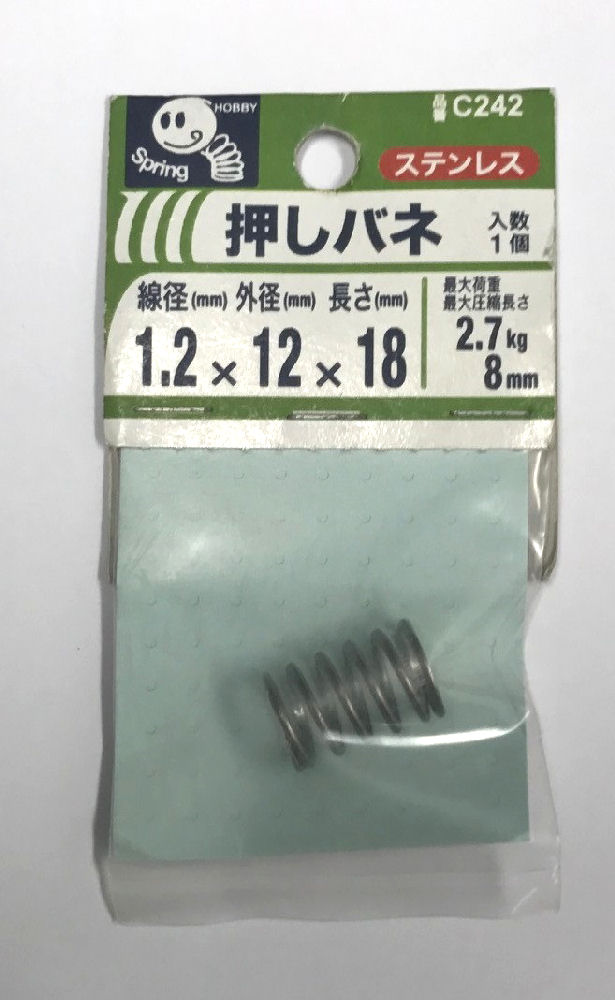 HOBBY
Spring
品番 C242
ステンレス
押しバネ
入数
1個
線径(mm) 外径(mm) 長さ(mm)
1.2 × 12 × 18
最大荷重
最大圧縮長さ
2.7kg
8mm